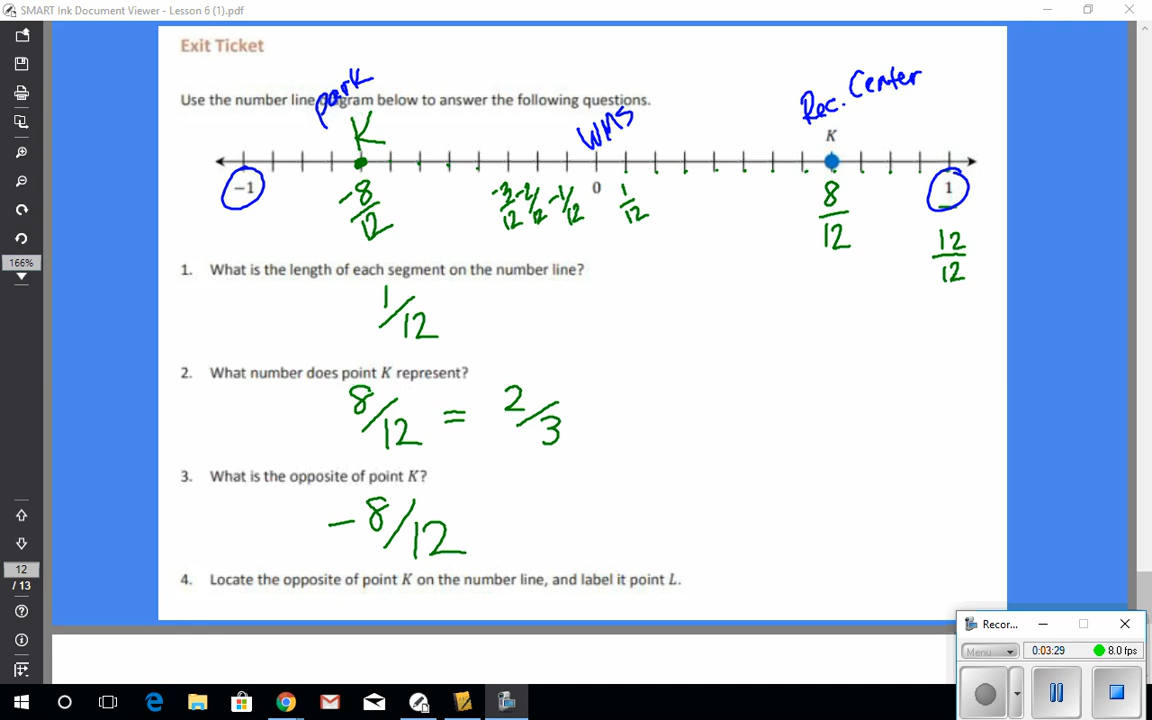 SMART Ink Document Viewer - Lesson 6 (1).pdf
Exit Ticket
park
Rec. Center
Use the number line diagram below to answer the following questions.
K
WMS
K
-1
0
1
-8/12
-3/12
-2/12
-1/12
1/12
8/12
12/12
166%
1. What is the length of each segment on the number line?
1/12
2. What number does point K represent?
8/12 = 2/3
3. What is the opposite of point K?
-8/12
4. Locate the opposite of point K on the number line, and label it point L.
12
/ 13
Recor...
Menu
0:03:29
8.0 fps